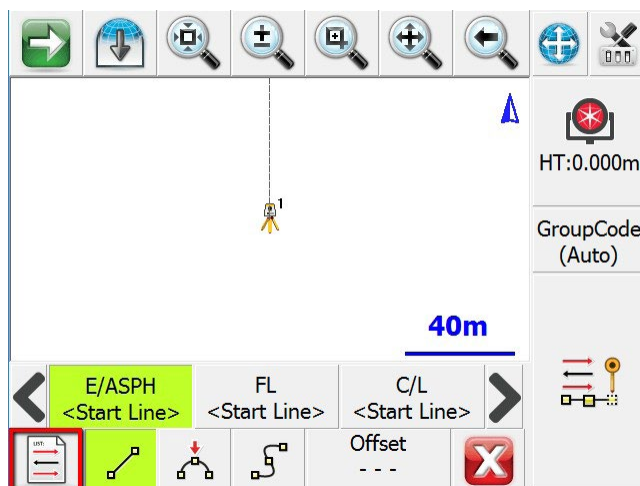 1
HT:0.000m
GroupCode
(Auto)
40m
E/ASPH
<Start Line>
FL
<Start Line>
C/L
<Start Line>
LIST:
Offset
- - -